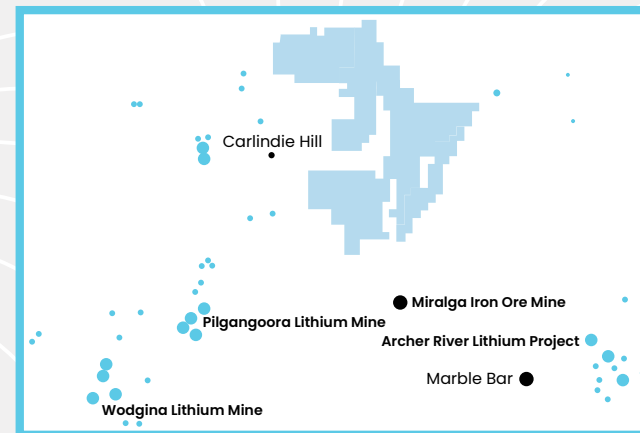 Carlindie Hill
Miralga Iron Ore Mine
Pilgangoora Lithium Mine
Archer River Lithium Project
Marble Bar
Wodgina Lithium Mine